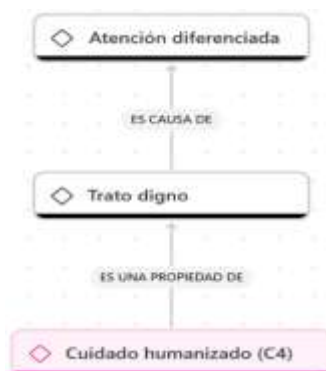 Atención diferenciada
ES CAUSA DE
Trato digno
ES UNA PROPIEDAD DE
Cuidado humanizado (C4)